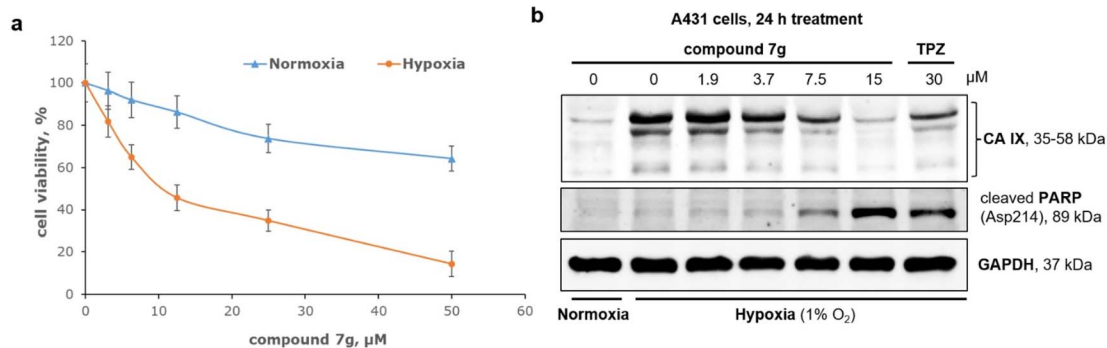 a
120
100
80
60
40
20
0
cell viability, %
Normoxia
Hypoxia
0 10 20 30 40 50 60
compound 7g, µM
b
A431 cells, 24 h treatment
compound 7g TPZ
0 0 1.9 3.7 7.5 15 30 µM
CA IX, 35-58 kDa
cleaved PARP
(Asp214), 89 kDa
GAPDH, 37 kDa
Normoxia Hypoxia (1% O₂)